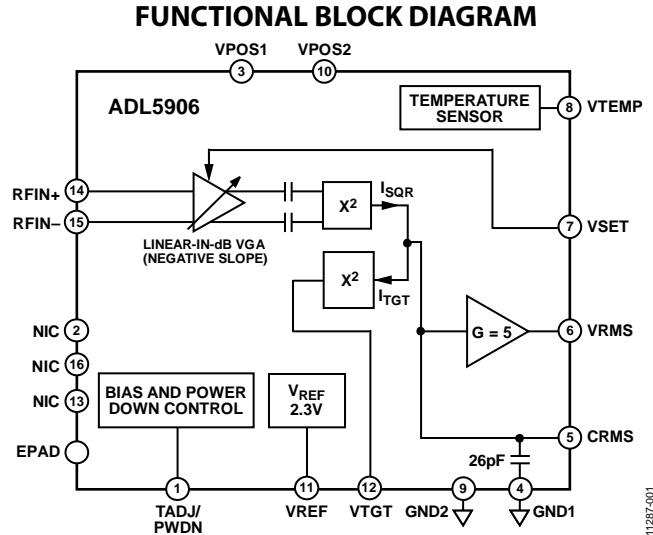 FUNCTIONAL BLOCK DIAGRAM
VPOS1 VPOS2
3 10
ADL5906
TEMPERATURE
SENSOR
8 VTEMP
RFIN+ 14
RFIN– 15
X²
ISQR
7 VSET
LINEAR-IN-dB VGA
(NEGATIVE SLOPE)
X²
ITGT
NIC 2
G = 5
6 VRMS
NIC 16
NIC 13
BIAS AND POWER
DOWN CONTROL
VREF
2.3V
EPAD
5 CRMS
26pF
1 11 12 9 4
TADJ/
PWDN
VREF VTGT GND2 GND1
11287-001